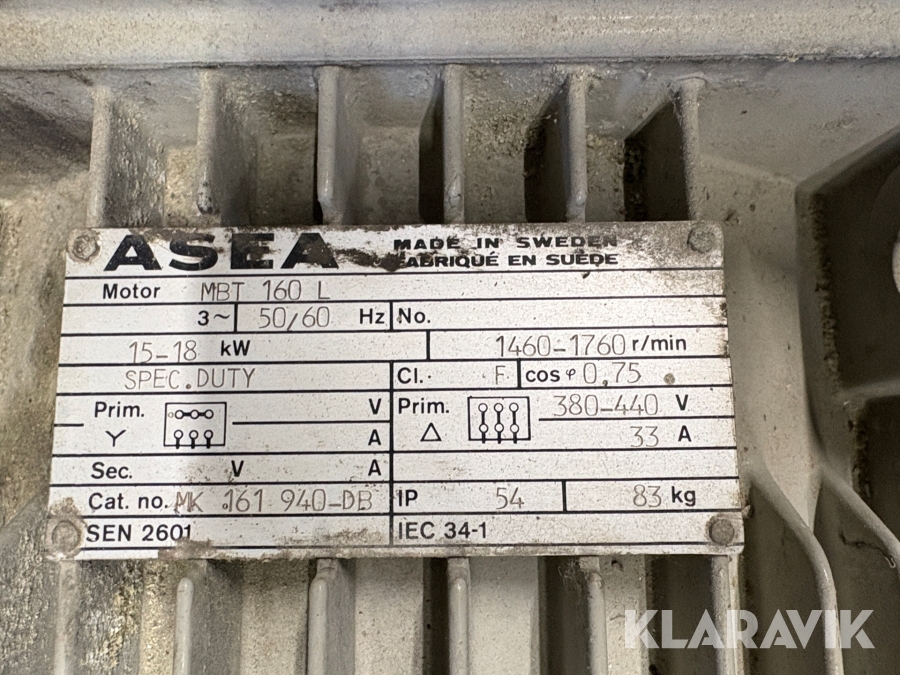 ASEA
MADE IN SWEDEN
FABRIQUÉ EN SUÈDE
Motor MBT 160 L
3~ 50/60 Hz No.
15-18 kW 1460-1760 r/min
SPEC.DUTY Cl. F cos φ 0,75
Prim. V Prim. 380-440 V
Y A △ 33 A
Sec. V A
Cat. no. MK 161 940-DB IP 54 83 kg
SEN 2601 IEC 34-1
KLARAVIK